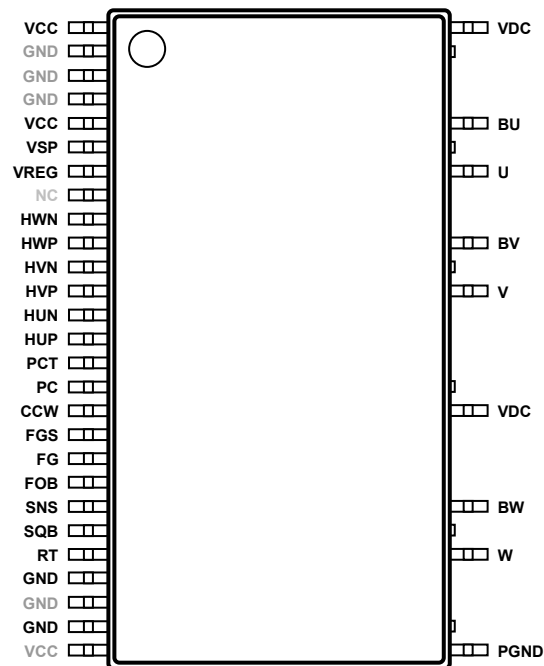 VCC
GND
GND
GND
VCC
VSP
VREG
NC
HWN
HWP
HVN
HVP
HUN
HUP
PCT
PC
CCW
FGS
FG
FOB
SNS
SQB
RT
GND
GND
GND
VCC
VDC
BU
U
BV
V
VDC
BW
W
PGND